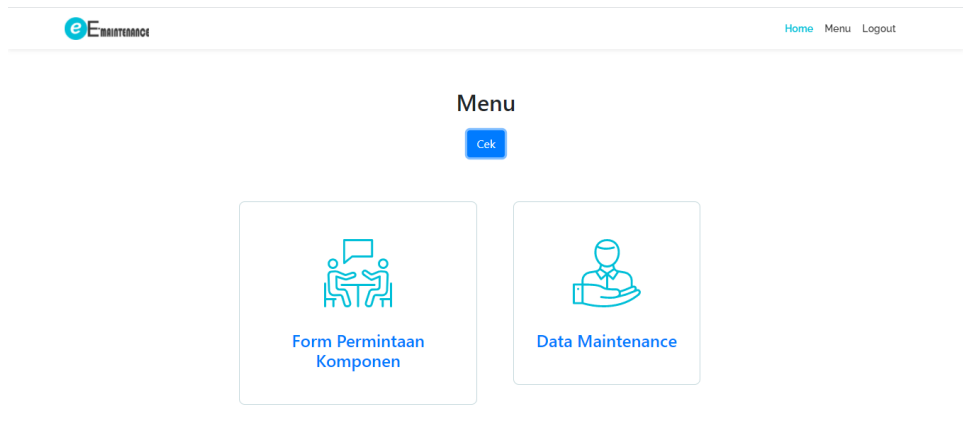 e EMAINTENANCE
Home Menu Logout
Menu
Cek
Form Permintaan
Komponen
Data Maintenance